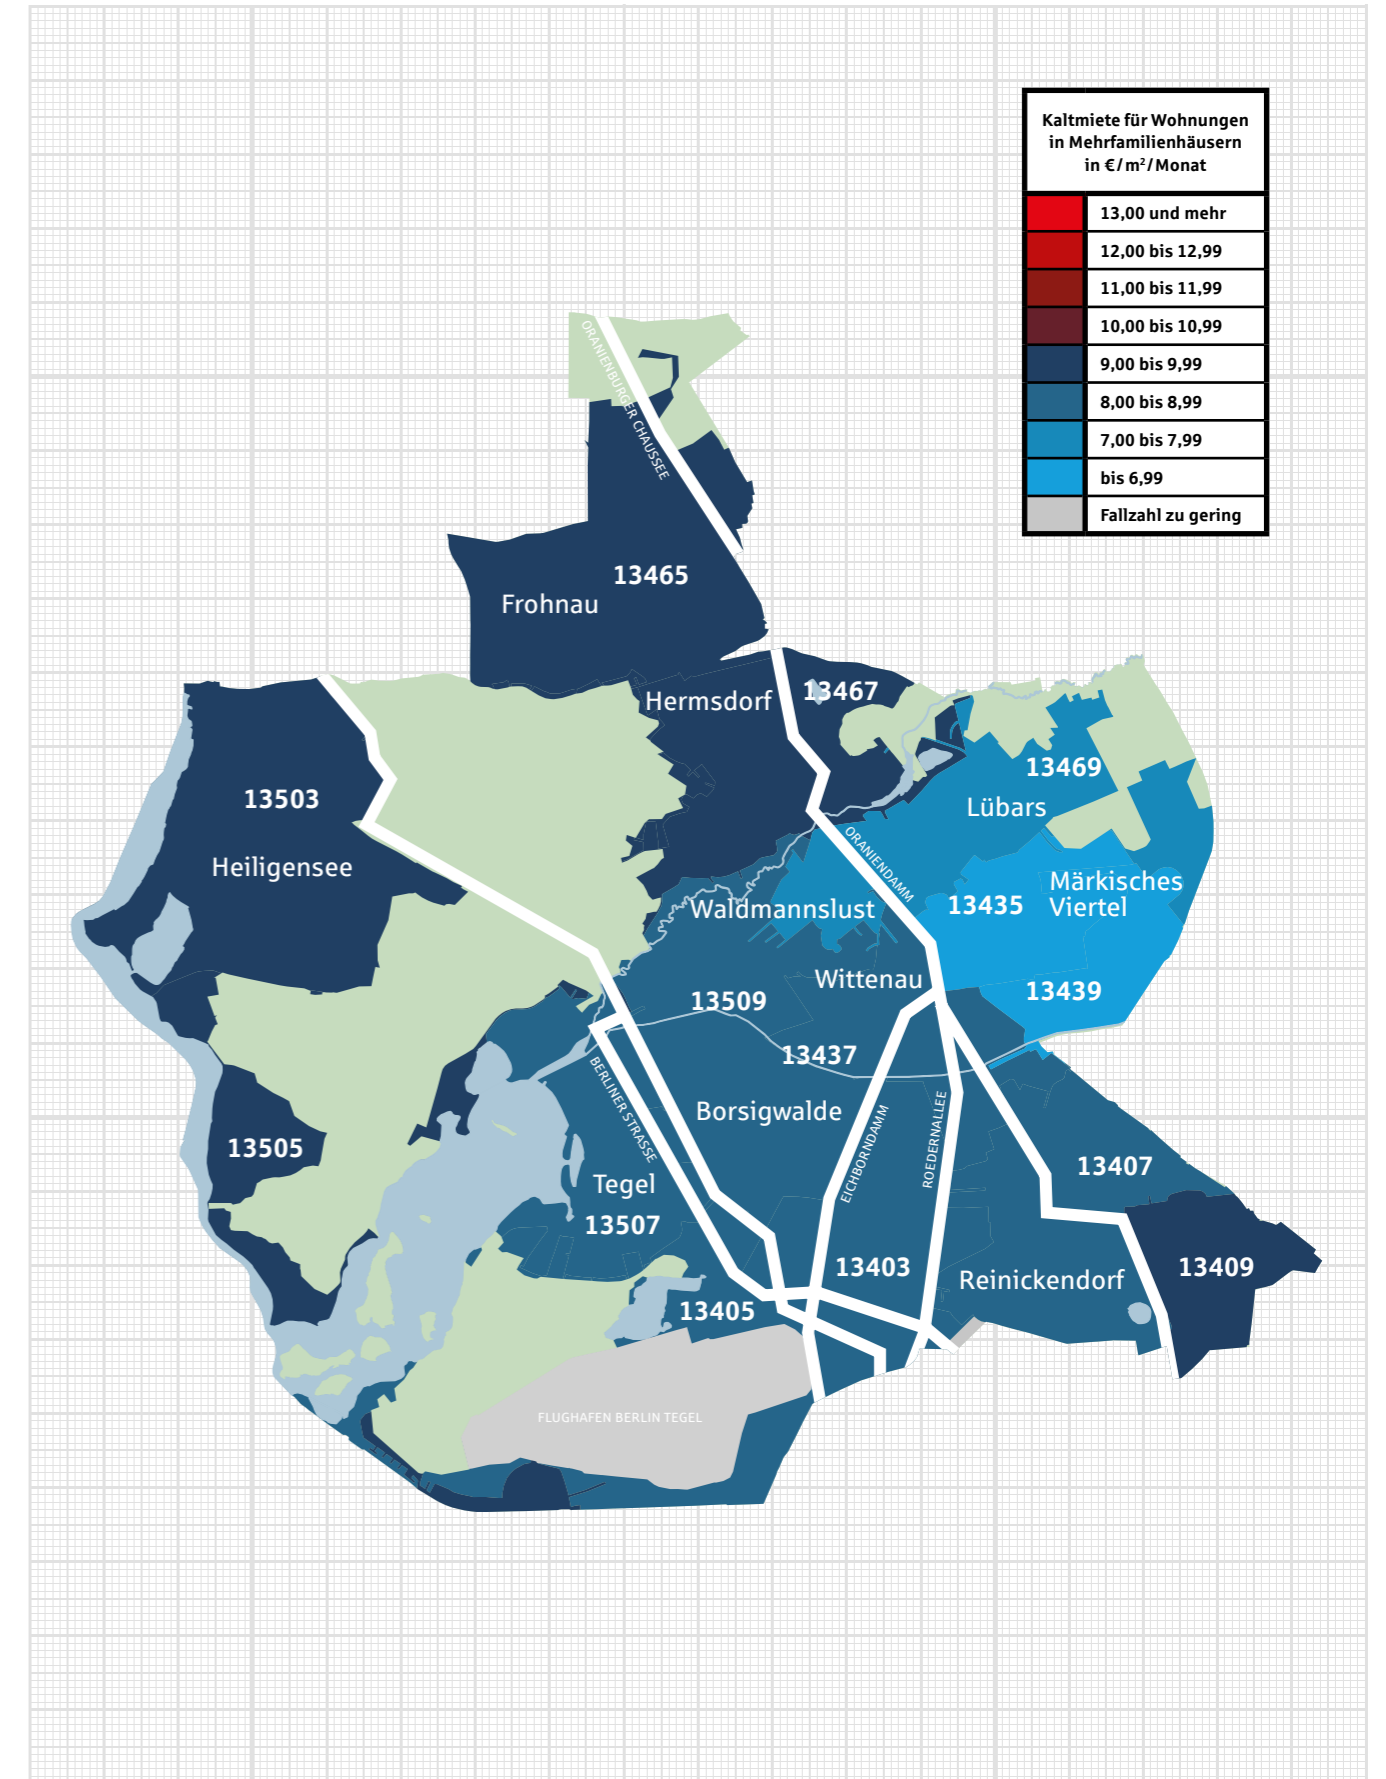 Kaltmiete für Wohnungen
in Mehrfamilienhäusern
in €/m²/Monat
13,00 und mehr
12,00 bis 12,99
11,00 bis 11,99
10,00 bis 10,99
9,00 bis 9,99
8,00 bis 8,99
7,00 bis 7,99
bis 6,99
Fallzahl zu gering
ORANIENBURGER CHAUSSEE
13465
Frohnau
Hermsdorf
13467
13503
Heiligensee
13469
Lübars
ORANIENDAMM
Märkisches
Viertel
13435
Waldmannslust
Wittenau
13439
13509
13437
Borsigwalde
BERLINER STRASSE
EICHBORNDAMM
ROEDERNALLEE
13505
Tegel
13507
13407
13403
Reinickendorf
13409
13405
FLUGHAFEN BERLIN TEGEL